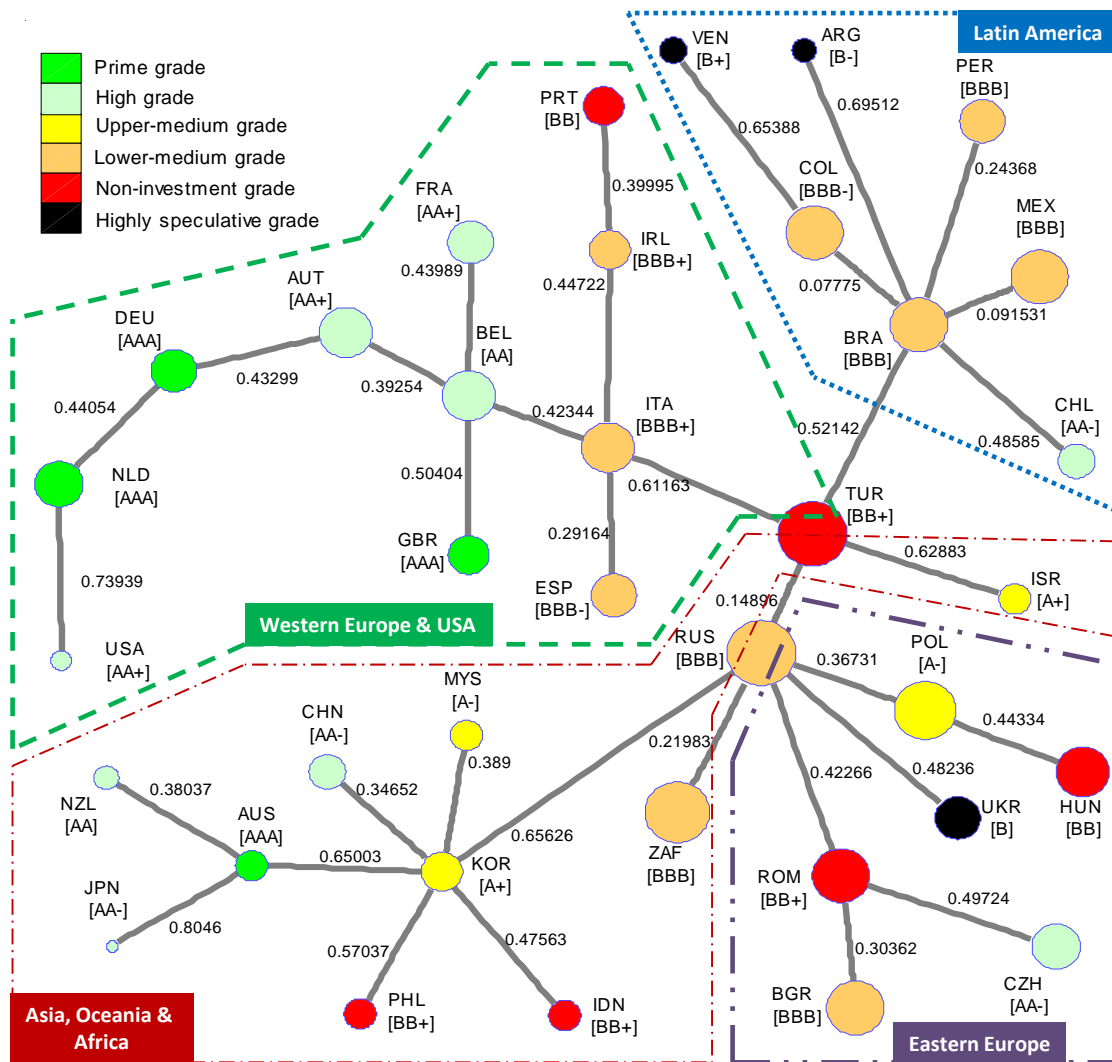 Prime grade
High grade
Upper-medium grade
Lower-medium grade
Non-investment grade
Highly speculative grade
Latin America
VEN
[B+]
ARG
[B-]
PER
[BBB]
0.69512
0.65388
0.24368
COL
[BBB-]
MEX
[BBB]
0.07775
0.091531
BRA
[BBB]
CHL
[AA-]
0.48585
0.52142
PRT
[BB]
0.39995
FRA
[AA+]
IRL
[BBB+]
0.43989
0.44722
AUT
[AA+]
DEU
[AAA]
BEL
[AA]
0.43299
0.39254
0.44054
0.42344
ITA
[BBB+]
NLD
[AAA]
0.50404
0.61163
TUR
[BB+]
GBR
[AAA]
0.29164
0.62883
0.73939
ESP
[BBB-]
ISR
[A+]
0.14896
Western Europe & USA
USA
[AA+]
RUS
[BBB]
POL
[A-]
0.36731
MYS
[A-]
CHN
[AA-]
0.44334
0.21983
0.42266
0.48236
0.389
0.38037
0.34652
NZL
[AA]
AUS
[AAA]
UKR
[B]
HUN
[BB]
0.65626
0.65003
KOR
[A+]
ZAF
[BBB]
JPN
[AA-]
ROM
[BB+]
0.49724
0.8046
0.57037
0.47563
0.30362
PHL
[BB+]
IDN
[BB+]
BGR
[BBB]
CZH
[AA-]
Asia, Oceania &
Africa
Eastern Europe